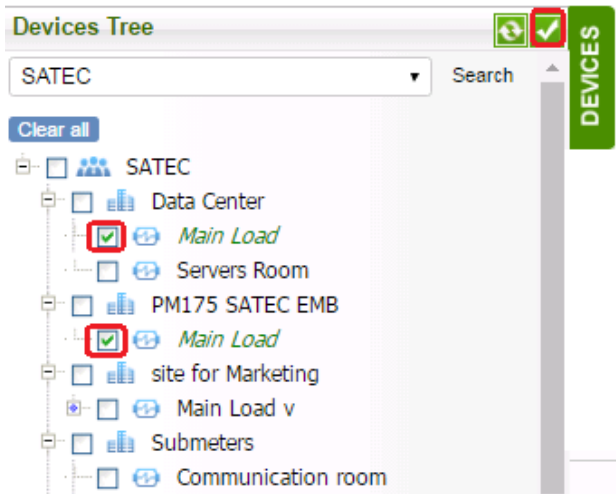 Devices Tree
SATEC
Search
DEVICES
Clear all
SATEC
Data Center
Main Load
Servers Room
PM175 SATEC EMB
Main Load
site for Marketing
Main Load v
Submeters
Communication room